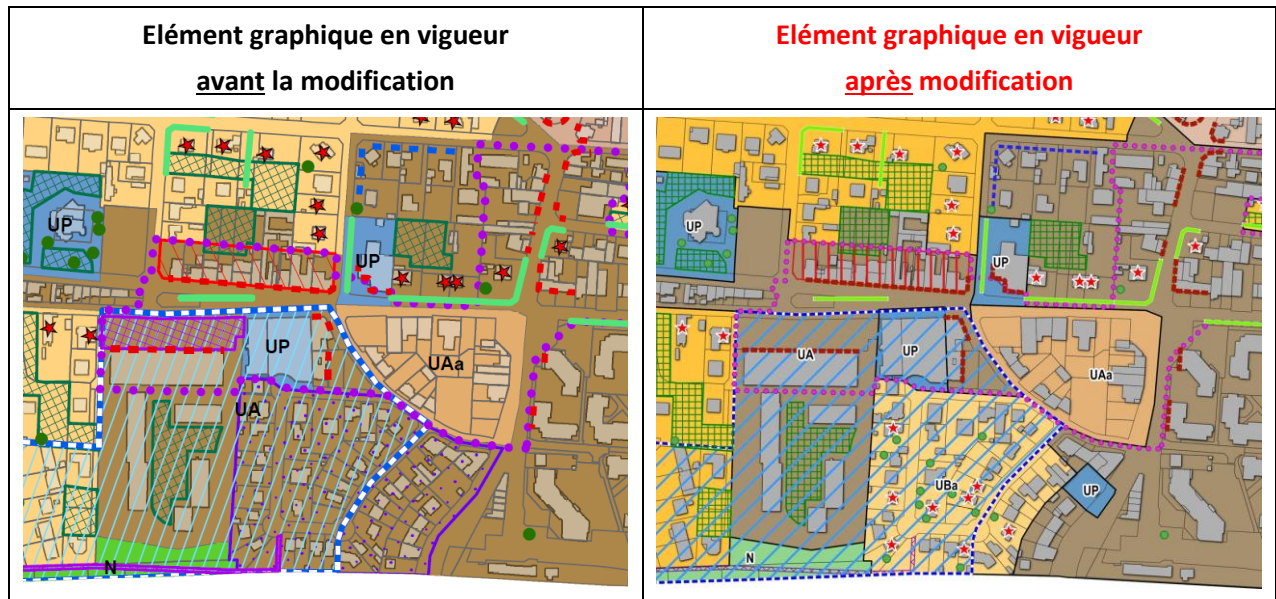 Elément graphique en vigueur
avant la modification
Elément graphique en vigueur
après modification
UP
UP
UP
UAa
UA
N
UP
UP
UA
UP
UAa
UBa
UP
N